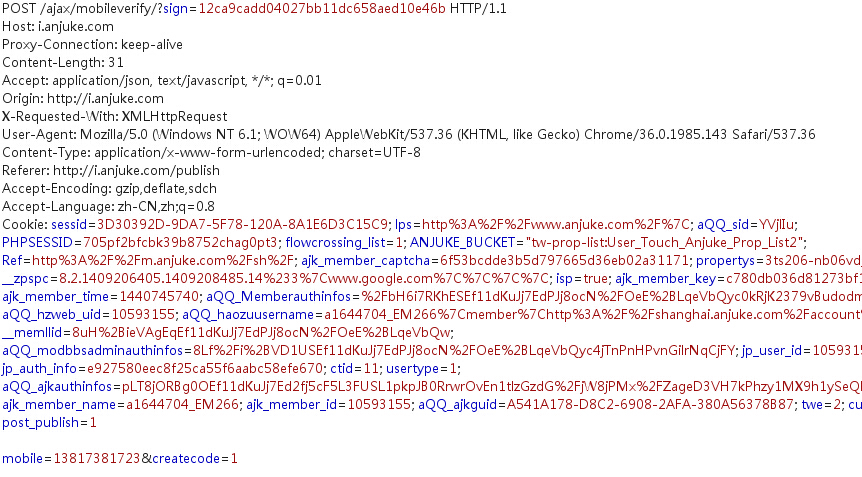 POST /ajax/mobileverify/?sign=12ca9cadd04027bb11dc658aed10e46b HTTP/1.1
Host: i.anjuke.com
Proxy-Connection: keep-alive
Content-Length: 31
Accept: application/json, text/javascript, */*; q=0.01
Origin: http://i.anjuke.com
X-Requested-With: XMLHttpRequest
User-Agent: Mozilla/5.0 (Windows NT 6.1; WOW64) AppleWebKit/537.36 (KHTML, like Gecko) Chrome/36.0.1985.143 Safari/537.36
Content-Type: application/x-www-form-urlencoded; charset=UTF-8
Referer: http://i.anjuke.com/publish
Accept-Encoding: gzip,deflate,sdch
Accept-Language: zh-CN,zh;q=0.8
Cookie: sessid=3D30392D-9DA7-5F78-120A-8A1E6D3C15C9; lps=http%3A%2F%2Fwww.anjuke.com%2F%7C; aQQ_sid=YVjlIu;
PHPSESSID=705pf2bfcbk39b8752chag0pt3; flowcrossing_list=1; ANJUKE_BUCKET="tw-prop-list:User_Touch_Anjuke_Prop_List2";
Ref=http%3A%2F%2Fm.anjuke.com%2Fsh%2F; ajk_member_captcha=6f53bcdde3b5d797665d36eb02a31171; propertys=3ts206-nb06vd_
__zpspc=8.2.1409206405.1409208485.14%233%7Cwww.google.com%7C%7C%7C%7C; isp=true; ajk_member_key=c780db036d81273bf1
ajk_member_time=1440745740; aQQ_Memberauthinfos=%2FbH6i7RKhESEf11dKuJj7EdPJj8ocN%2FOeE%2BLqeVbQyc0kRjK2379vBudodm
aQQ_hzweb_uid=10593155; aQQ_haozuusername=a1644704_EM266%7Cmember%7Chttp%3A%2F%2Fshanghai.anjuke.com%2Faccount%
__memllid=8uH%2BieVAgEqEf11dKuJj7EdPJj8ocN%2FOeE%2BLqeVbQw;
aQQ_modbbsadminauthinfos=8Lf%2Fi%2BVD1USEf11dKuJj7EdPJj8ocN%2FOeE%2BLqeVbQyc4jTnPnHPvnGiIrNqCjFY; jp_user_id=1059315
jp_auth_info=e927580eec8f25ca55f6aabc58efe670; ctid=11; usertype=1;
aQQ_ajkauthinfos=pLT8jORBg0OEf11dKuJj7Ed2fj5cF5L3FUSL1pkpJB0RrwrOvEn1tlzGzdG%2FjW8jPMx%2FZageD3VH7kPhzy1MX9h1ySeQI
ajk_member_name=a1644704_EM266; ajk_member_id=10593155; aQQ_ajkguid=A541A178-D8C2-6908-2AFA-380A56378B87; twe=2; cu
post_publish=1
mobile=13817381723&createcode=1